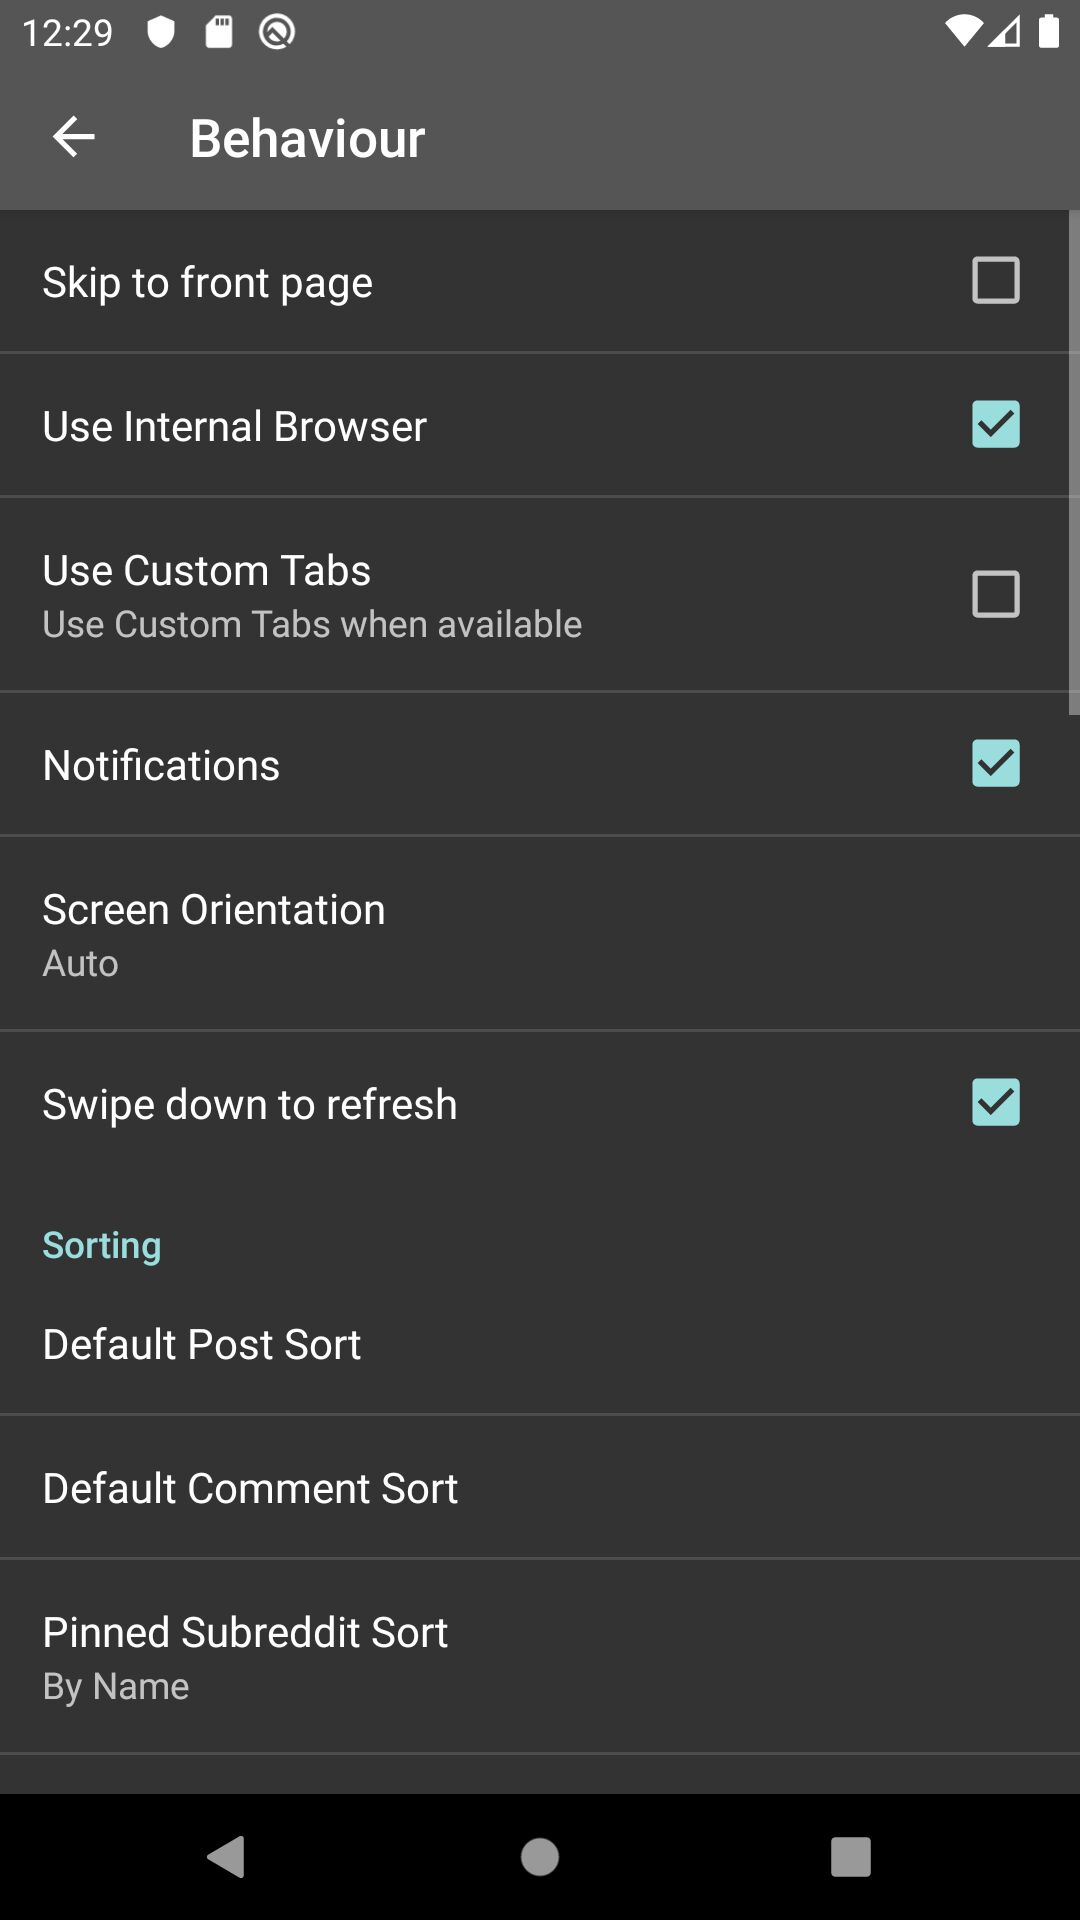 12:29
Behaviour
Skip to front page
Use Internal Browser
Use Custom Tabs
Use Custom Tabs when available
Notifications
Screen Orientation
Auto
Swipe down to refresh
Sorting
Default Post Sort
Default Comment Sort
Pinned Subreddit Sort
By Name